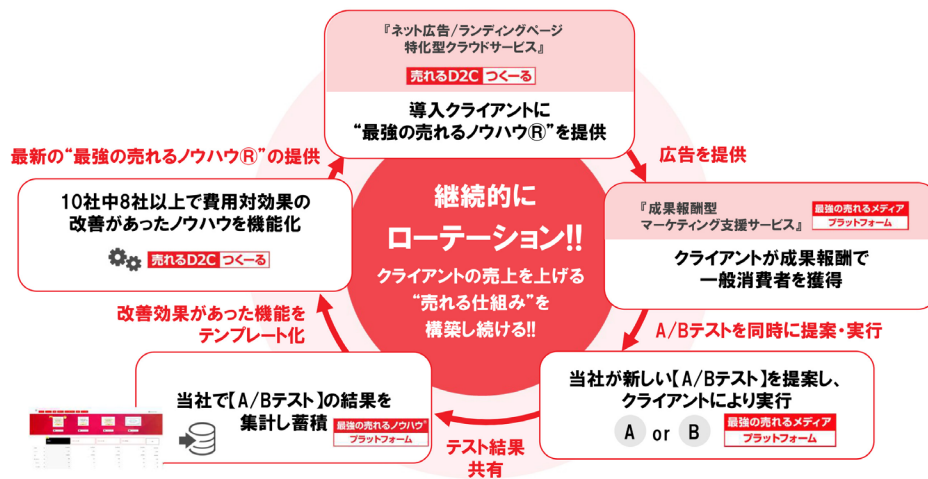 『ネット広告/ランディングページ
特化型クラウドサービス』
売れるD2C つくーる
導入クライアントに
“最強の売れるノウハウⓇ”を提供
広告を提供
『成果報酬型
マーケティング支援サービス』
最強の売れるメディア
プラットフォーム
クライアントが成果報酬で
一般消費者を獲得
A/Bテストを同時に提案・実行
当社が新しい【A/Bテスト】を提案し、
クライアントにより実行
A or B
最強の売れるメディア
プラットフォーム
テスト結果
共有
当社で【A/Bテスト】の結果を
集計し蓄積
最強の売れるノウハウ®
プラットフォーム
改善効果があった機能を
テンプレート化
10社中8社以上で費用対効果の
改善があったノウハウを機能化
売れるD2C つくーる
最新の“最強の売れるノウハウⓇ”の提供
継続的に
ローテーション!!
クライアントの売上を上げる
“売れる仕組み”を
構築し続ける!!